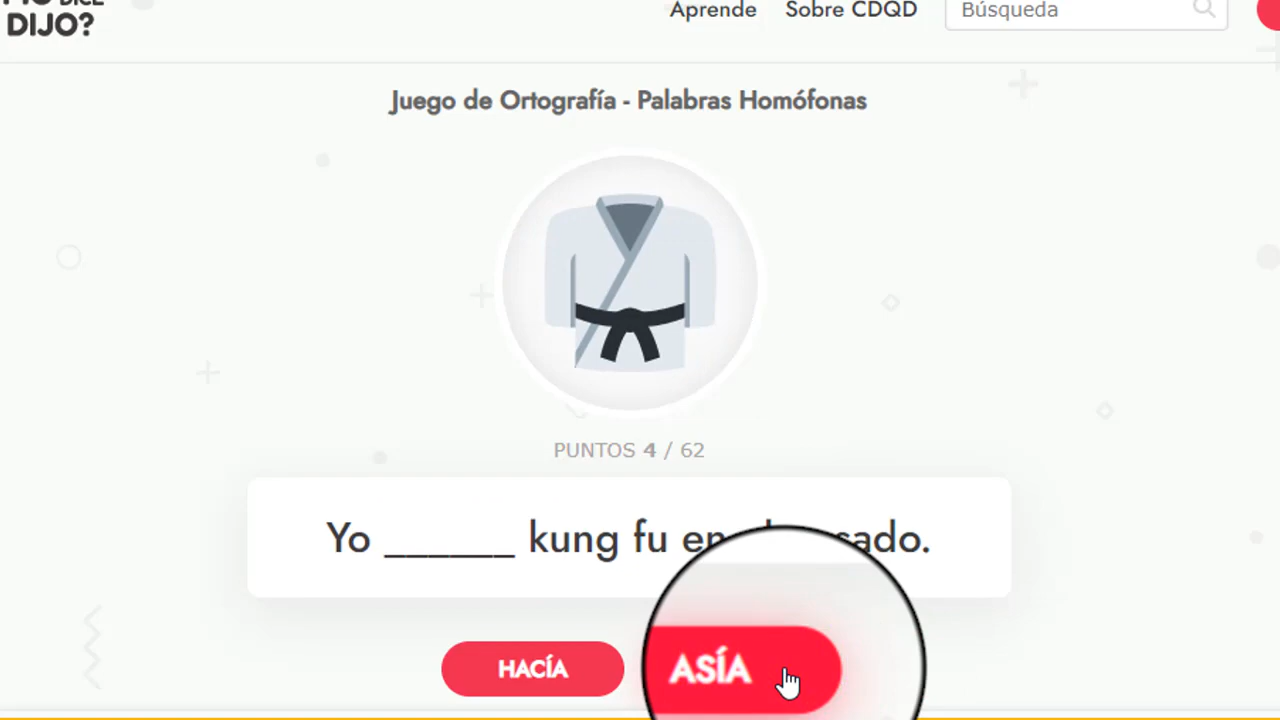 DICE
DIJO?
Aprende Sobre CDQD Búsqueda
Juego de Ortografía - Palabras Homófonas
PUNTOS 4 / 62
Yo ______ kung fu en
HACÍA ASÍA